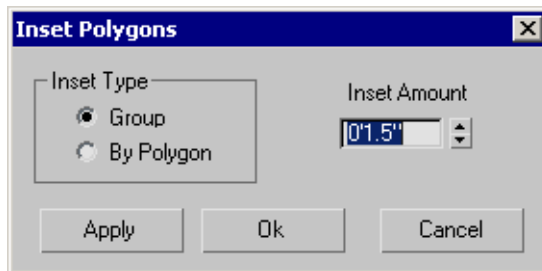 Inset Polygons
Inset Type
Group
By Polygon
Inset Amount
0'1.5"
Apply
Ok
Cancel